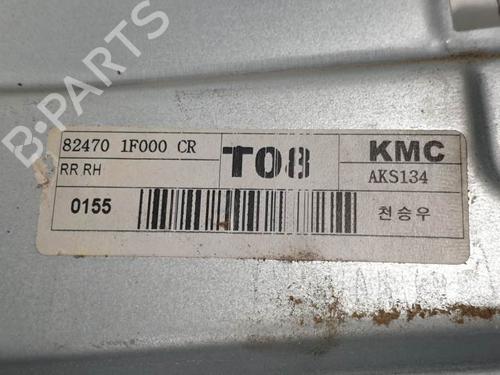 82470 1F000 CR
RR RH
T08
KMC
AKS134
0155
천승우
B-PARTS